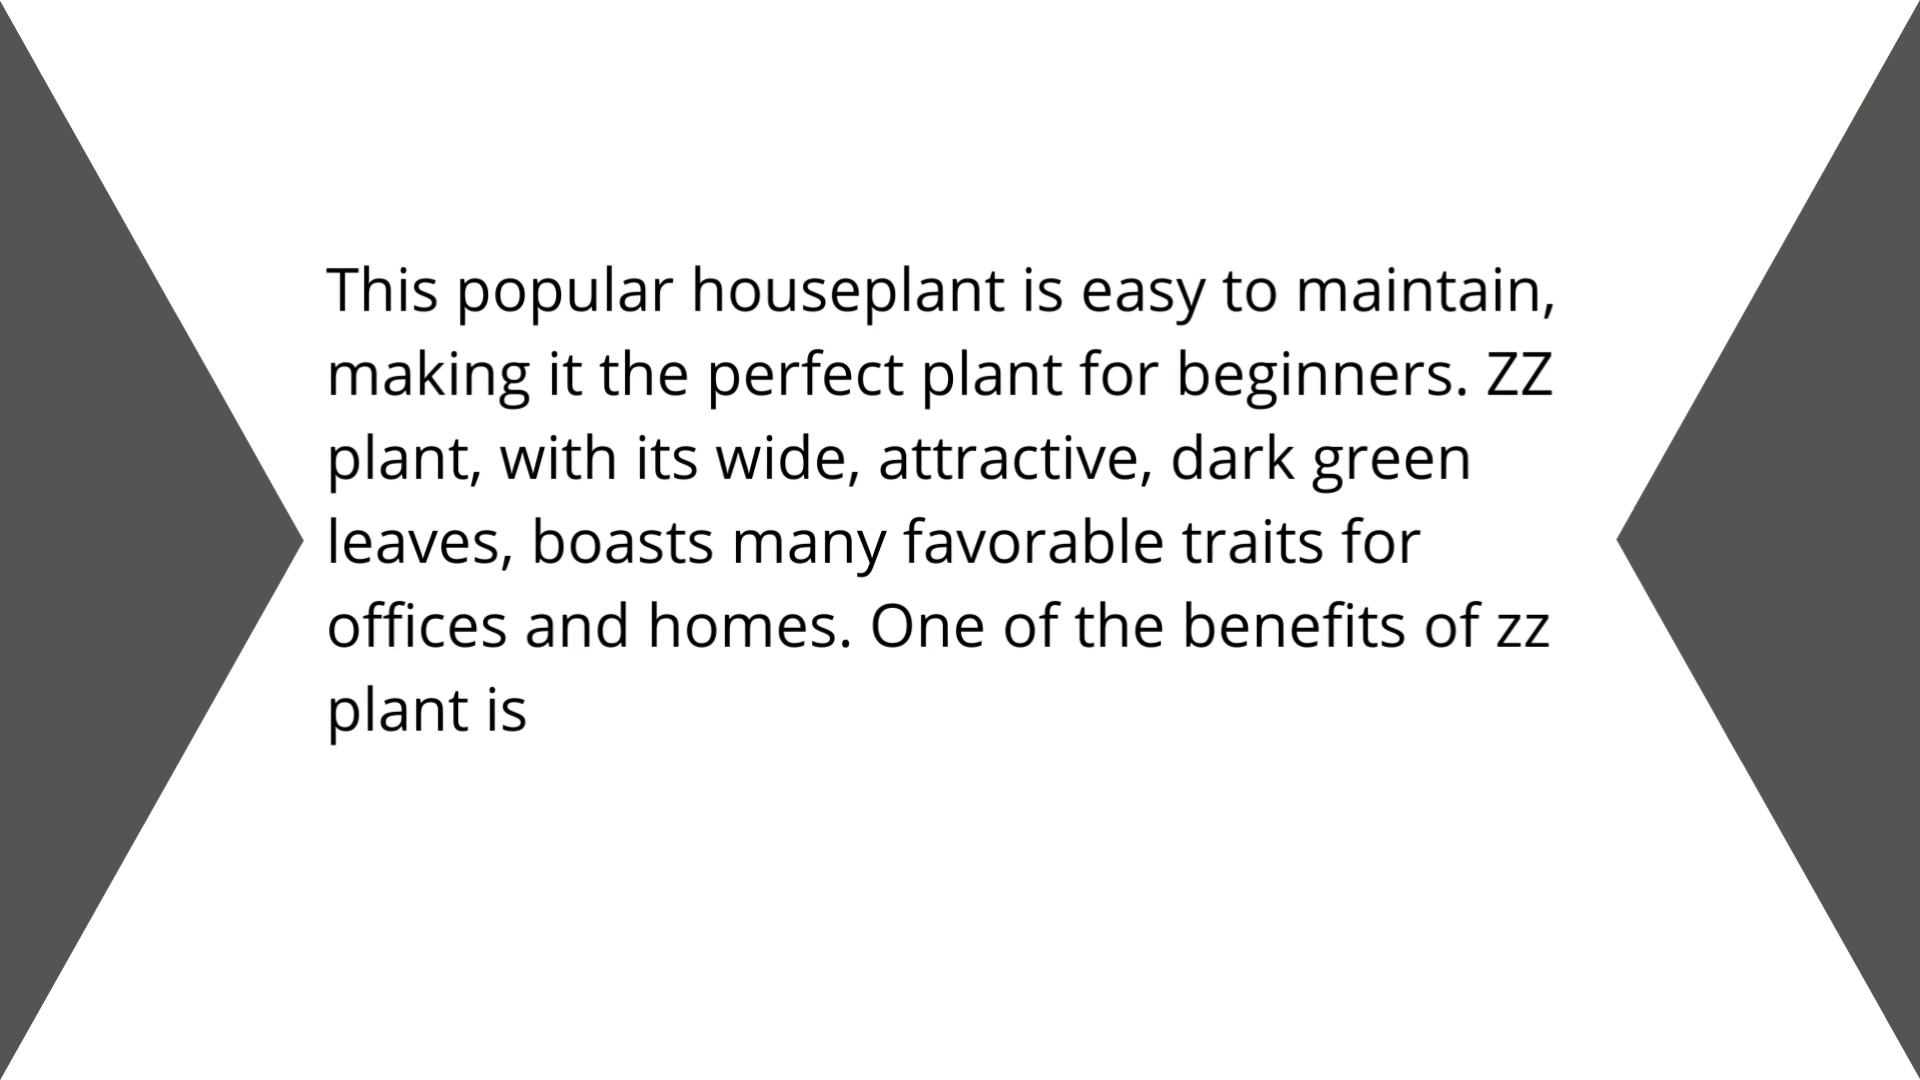 This popular houseplant is easy to maintain,
making it the perfect plant for beginners. ZZ
plant, with its wide, attractive, dark green
leaves, boasts many favorable traits for
offices and homes. One of the benefits of zz
plant is